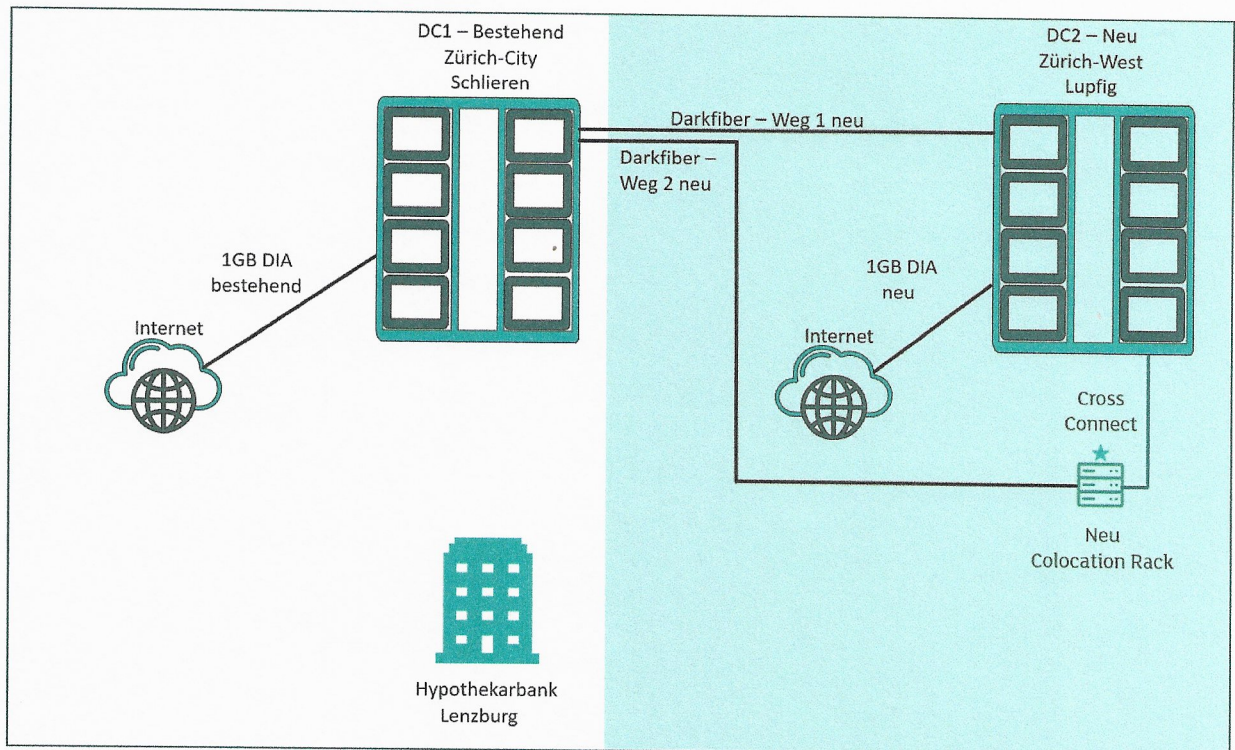 DC1 – Bestehend
Zürich-City
Schlieren
DC2 – Neu
Zürich-West
Lupfig
Darkfiber – Weg 1 neu
Darkfiber –
Weg 2 neu
1GB DIA
bestehend
Internet
1GB DIA
neu
Internet
Cross
Connect
Neu
Colocation Rack
Hypothekarbank
Lenzburg